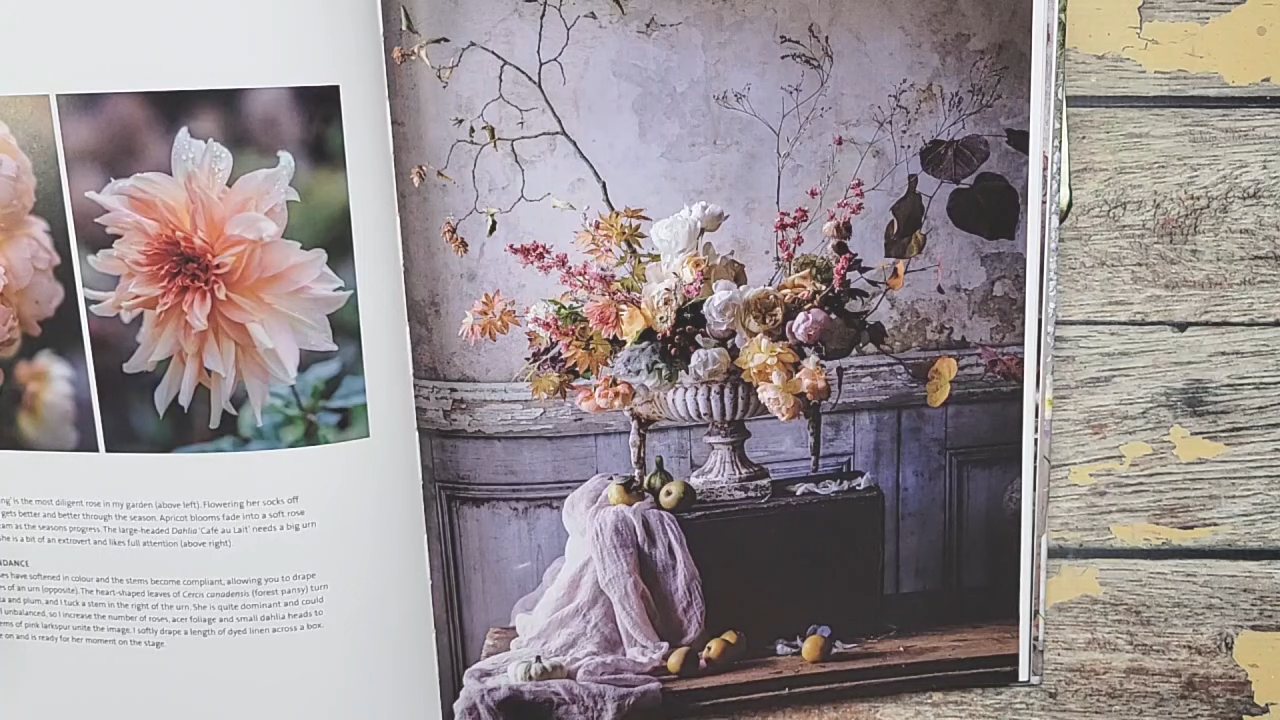 ng' is the most diligent rose in my garden (above left). Flowering her socks off
gets better and better through the season. Apricot blooms fade into a soft rose
am as the seasons progress. The large-headed Dahlia 'Café au Lait' needs a big urn
he is a bit of an extrovert and likes full attention (above right).
NDANCE
es have softened in colour and the stems become compliant, allowing you to drape
es of an urn (opposite). The heart-shaped leaves of Cercis canadensis (forest pansy) turn
a and plum, and I tuck a stem in the right of the urn. She is quite dominant and could
l unbalanced, so I increase the number of roses, acer foliage and small dahlia heads to
ems of pink larkspur unite the image. I softly drape a length of dyed linen across a box.
e on and is ready for her moment on the stage.